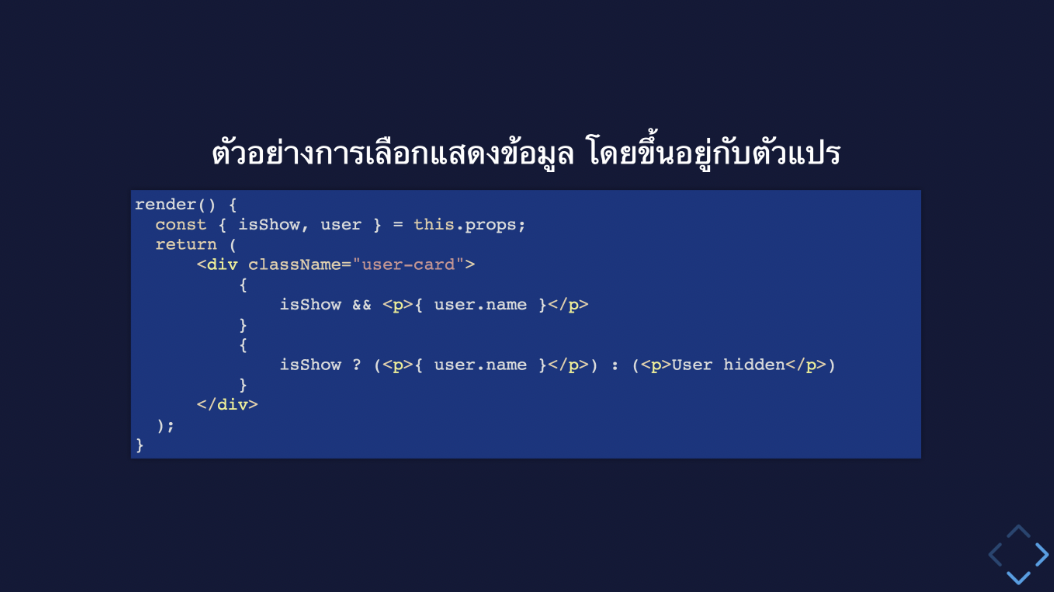 ตัวอย่างการเลือกแสดงข้อมูล โดยขึ้นอยู่กับตัวแปร
render() {
  const { isShow, user } = this.props;
  return (
      <div className="user-card">
          {
              isShow && <p>{ user.name }</p>
          }
          {
              isShow ? (<p>{ user.name }</p>) : (<p>User hidden</p>)
          }
      </div>
  );
}